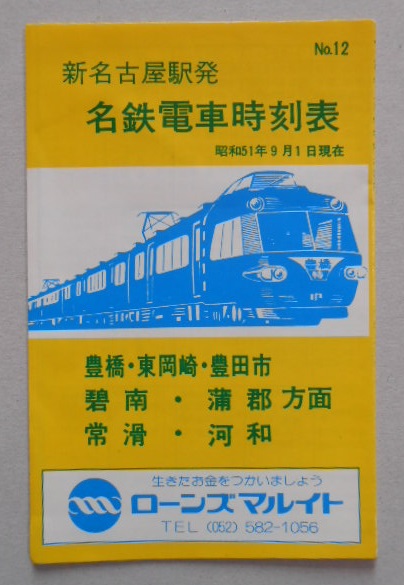 No.12
新名古屋駅発
名鉄電車時刻表
昭和51年9月1日現在
豊橋
特
豊橋・東岡崎・豊田市
碧南・蒲郡方面
常滑・河和
生きたお金をつかいましょう
ローンズマルイト
TEL (052) 582-1056